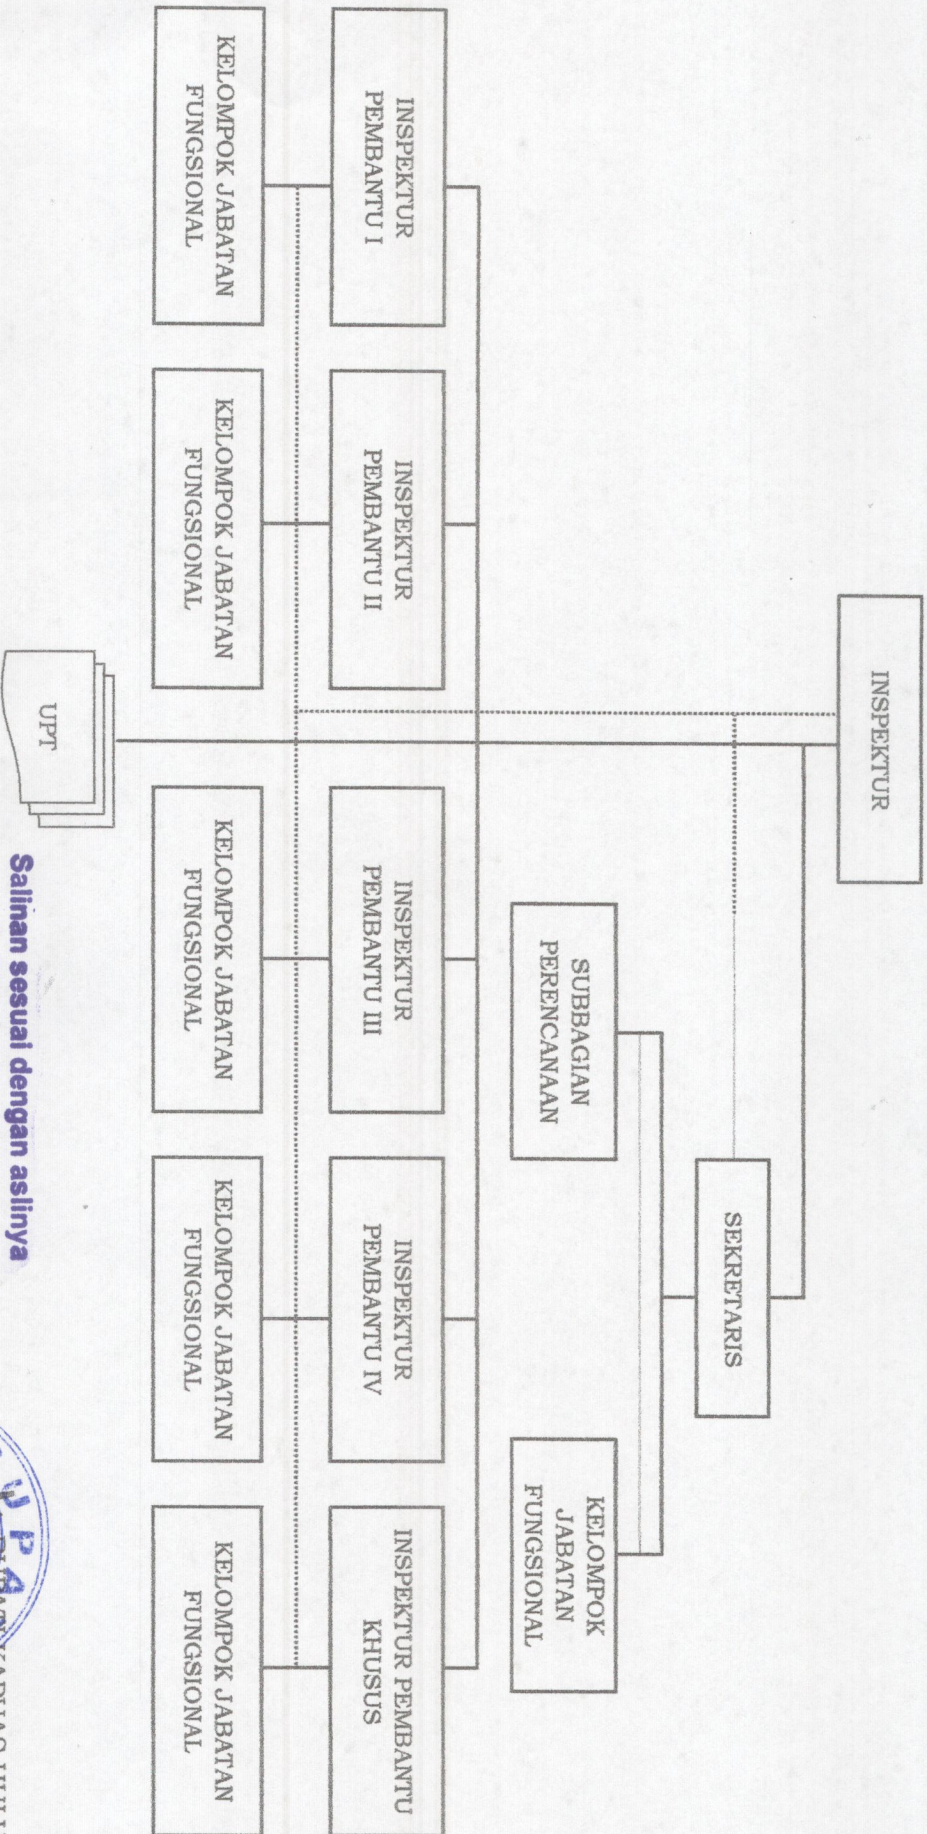 INSPEKTUR
SEKRETARIS
SUBBAGIAN
PERENCANAAN
KELOMPOK
JABATAN
FUNGSIONAL
INSPEKTUR
PEMBANTU I
INSPEKTUR
PEMBANTU II
INSPEKTUR
PEMBANTU III
INSPEKTUR
PEMBANTU IV
INSPEKTUR PEMBANTU
KHUSUS
KELOMPOK JABATAN
FUNGSIONAL
KELOMPOK JABATAN
FUNGSIONAL
KELOMPOK JABATAN
FUNGSIONAL
KELOMPOK JABATAN
FUNGSIONAL
KELOMPOK JABATAN
FUNGSIONAL
UPT
Salinan sesuai dengan aslinya